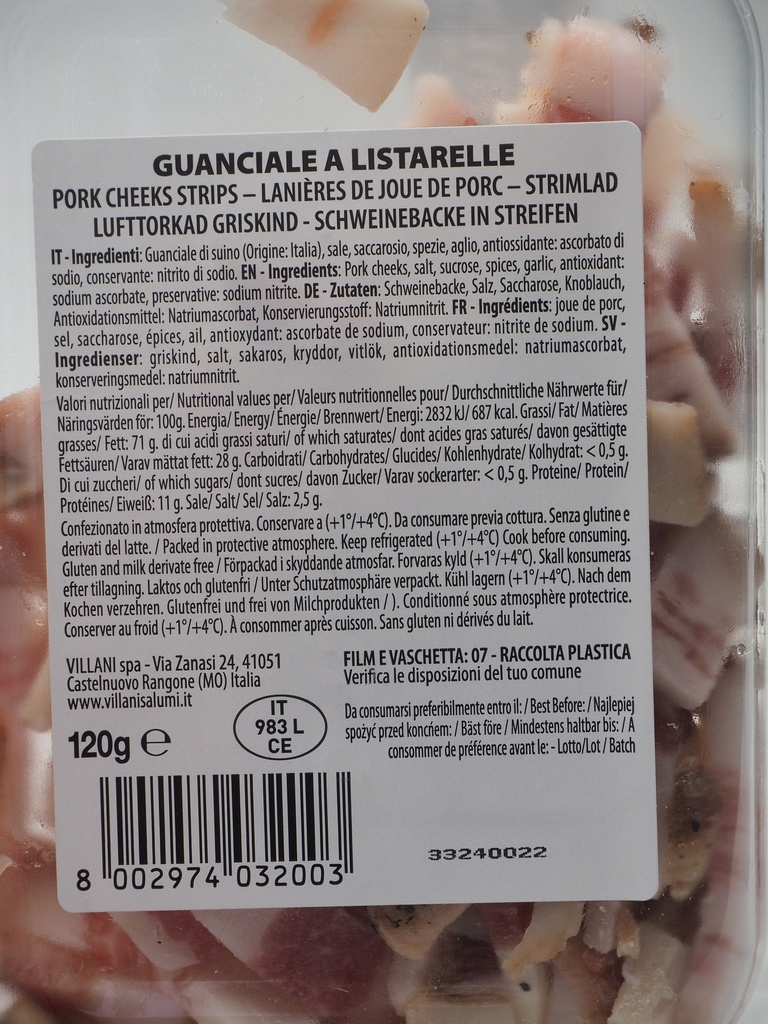 GUANCIALE A LISTARELLE
PORK CHEEKS STRIPS – LANIÈRES DE JOUE DE PORC – STRIMLAD
LUFTTORKAD GRISKIND - SCHWEINEBACKE IN STREIFEN
IT - Ingredienti: Guanciale di suino (Origine: Italia), sale, saccarosio, spezie, aglio, antiossidante: ascorbato di
sodio, conservante: nitrito di sodio. EN - Ingredients: Pork cheeks, salt, sucrose, spices, garlic, antioxidant:
sodium ascorbate, preservative: sodium nitrite. DE - Zutaten: Schweinebacke, Salz, Saccharose, Knoblauch,
Antioxidationsmittel: Natriumascorbat, Konservierungsstoff: Natriumnitrit. FR - Ingrédients: joue de porc,
sel, saccharose, épices, ail, antioxydant: ascorbate de sodium, conservateur: nitrite de sodium. SV -
Ingredienser: griskind, salt, sakaros, kryddor, vitlök, antioxidationsmedel: natriumascorbat,
konserveringsmedel: natriumnitrit.
Valori nutrizionali per/ Nutritional values per/ Valeurs nutritionnelles pour/ Durchschnittliche Nährwerte für/
Näringsvärden för: 100g. Energia/ Energy/ Énergie/ Brennwert/ Energi: 2832 kJ/ 687 kcal. Grassi/ Fat/ Matières
grasses/ Fett: 71 g. di cui acidi grassi saturi/ of which saturates/ dont acides gras saturés/ davon gesättigte
Fettsäuren/ Varav mättat fett: 28 g. Carboidrati/ Carbohydrates/ Glucides/ Kohlenhydrate/ Kolhydrat: < 0,5 g.
Di cui zuccheri/ of which sugars/ dont sucres/ davon Zucker/ Varav sockerarter: < 0,5 g. Proteine/ Protein/
Protéines/ Eiweiß: 11 g. Sale/ Salt/ Sel/ Salz: 2,5 g.
Confezionato in atmosfera protettiva. Conservare a (+1°/+4°C). Da consumare previa cottura. Senza glutine e
derivati del latte. / Packed in protective atmosphere. Keep refrigerated (+1°/+4°C) Cook before consuming.
Gluten and milk derivate free / Förpackad i skyddande atmosfar. Forvaras kyld (+1°/+4°C). Skall konsumeras
efter tillagning. Laktos och glutenfri / Unter Schutzatmosphäre verpackt. Kühl lagern (+1°/+4°C). Nach dem
Kochen verzehren. Glutenfrei und frei von Milchprodukten / ). Conditionné sous atmosphère protectrice.
Conserver au froid (+1°/+4°C). À consommer après cuisson. Sans gluten ni dérivés du lait.
VILLANI spa - Via Zanasi 24, 41051
Castelnuovo Rangone (MO) Italia
www.villanisalumi.it
120g ℮
IT
983 L
CE
FILM E VASCHETTA: 07 - RACCOLTA PLASTICA
Verifica le disposizioni del tuo comune
Da consumarsi preferibilmente entro il: / Best Before: / Najlepiej
spożyć przed koncñem: / Bäst före / Mindestens haltbar bis: / A
consommer de préférence avant le: - Lotto/Lot / Batch
33240022
8 002974 032003